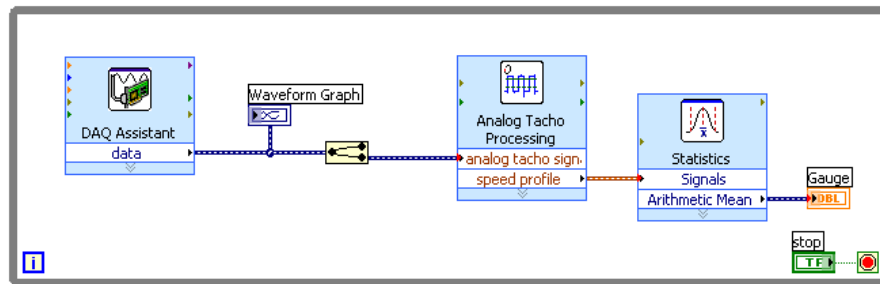 DAQ Assistant
data
Waveform Graph
Analog Tacho
Processing
analog tacho sign
speed profile
Statistics
Signals
Arithmetic Mean
Gauge
DBL
stop
TF
i